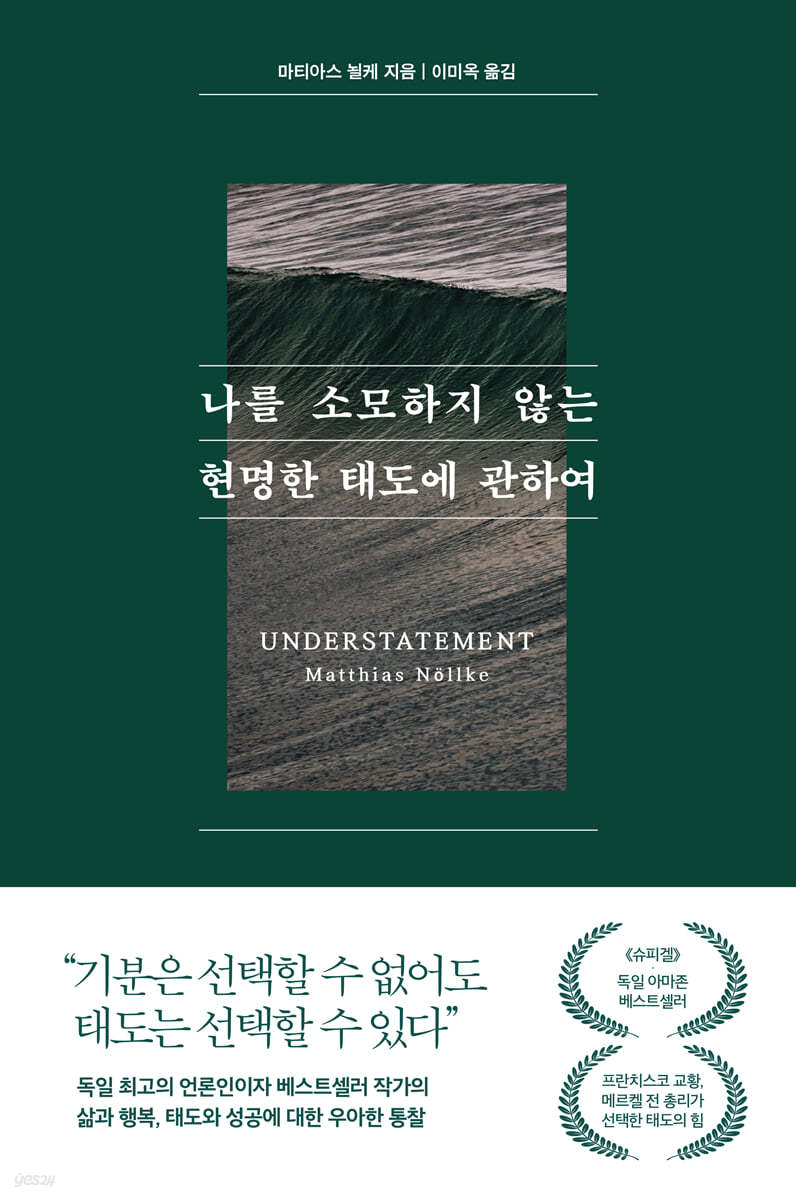 마티아스 뇔케 지음 | 이미옥 옮김
나를 소모하지 않는
현명한 태도에 관하여
UNDERSTATEMENT
Matthias Nöllke
“기분은 선택할 수 없어도
태도는 선택할 수 있다”
독일 최고의 언론인이자 베스트셀러 작가의
삶과 행복, 태도와 성공에 대한 우아한 통찰
《슈피겔》
·
독일 아마존
베스트셀러
프란치스코 교황,
메르켈 전 총리가
선택한 태도의 힘
yes24